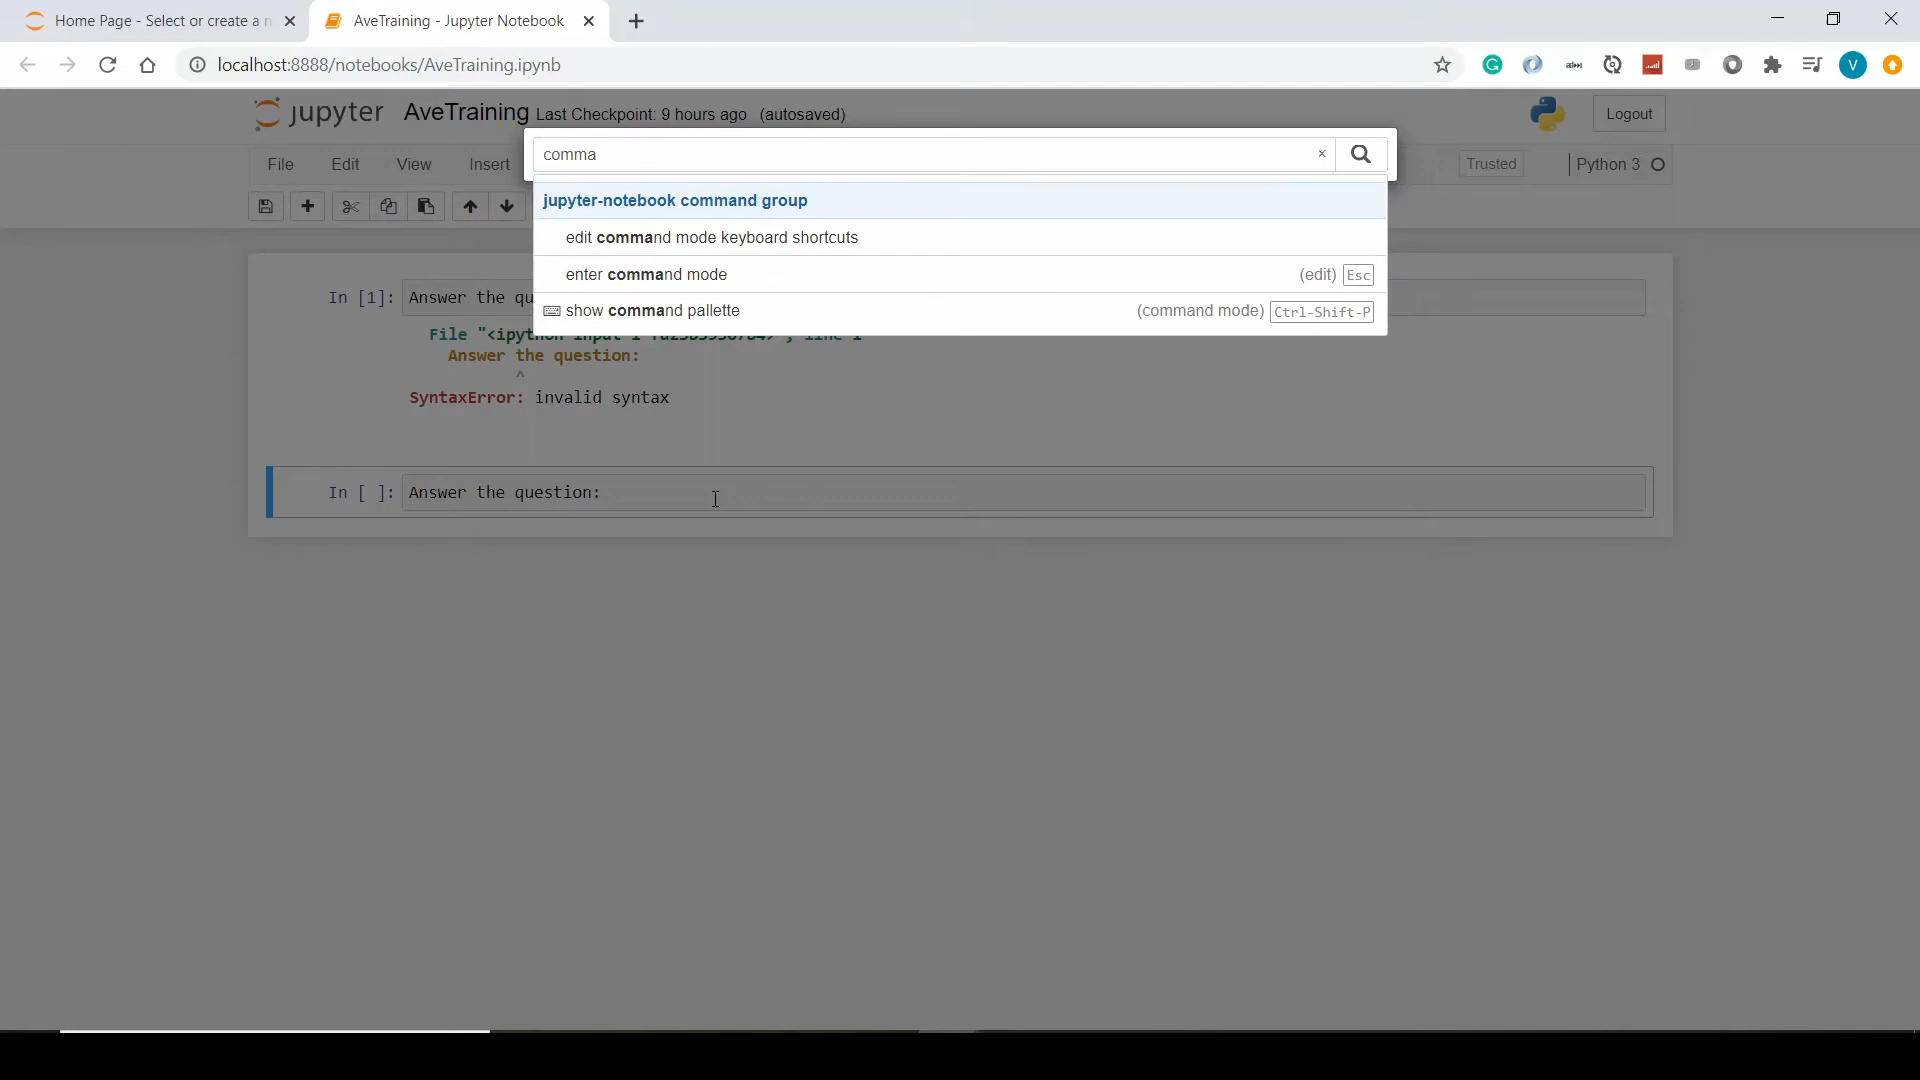 Home Page - Select or create a n
AveTraining - Jupyter Notebook
localhost:8888/notebooks/AveTraining.ipynb
V
jupyter AveTraining Last Checkpoint: 9 hours ago (autosaved)
Logout
File Edit View Insert
comma
Trusted
Python 3
jupyter-notebook command group
edit command mode keyboard shortcuts
enter command mode (edit) Esc
show command pallette (command mode) Ctrl-Shift-P
In [1]: Answer the qu
File "<ipython
Answer the question:
^
SyntaxError: invalid syntax
In [ ]: Answer the question: